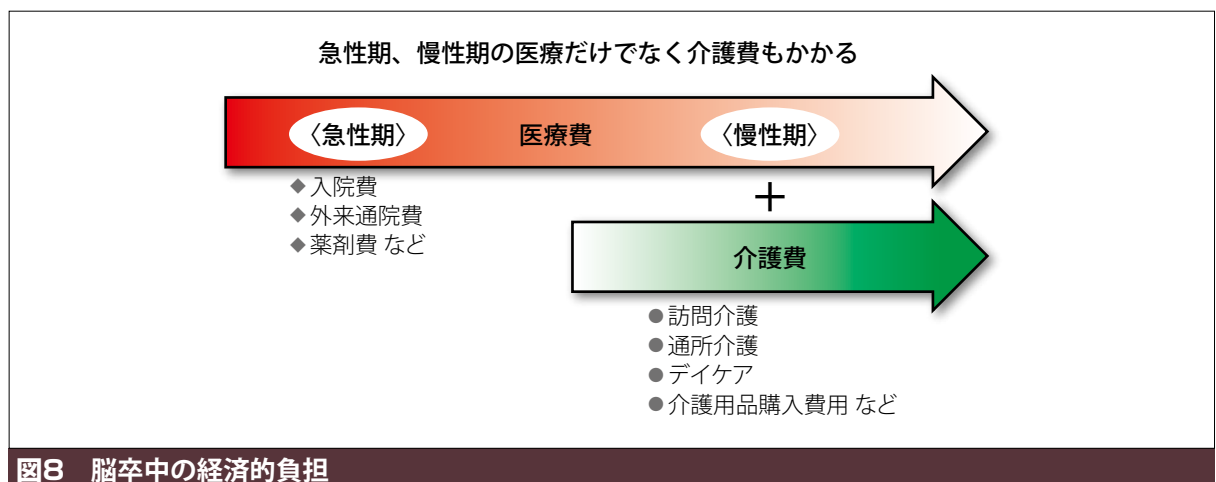 急性期、慢性期の医療だけでなく介護費もかかる
〈急性期〉 医療費 〈慢性期〉
◆入院費
◆外来通院費
◆薬剤費 など
＋
介護費
●訪問介護
●通所介護
●デイケア
●介護用品購入費用 など
図8 脳卒中の経済的負担